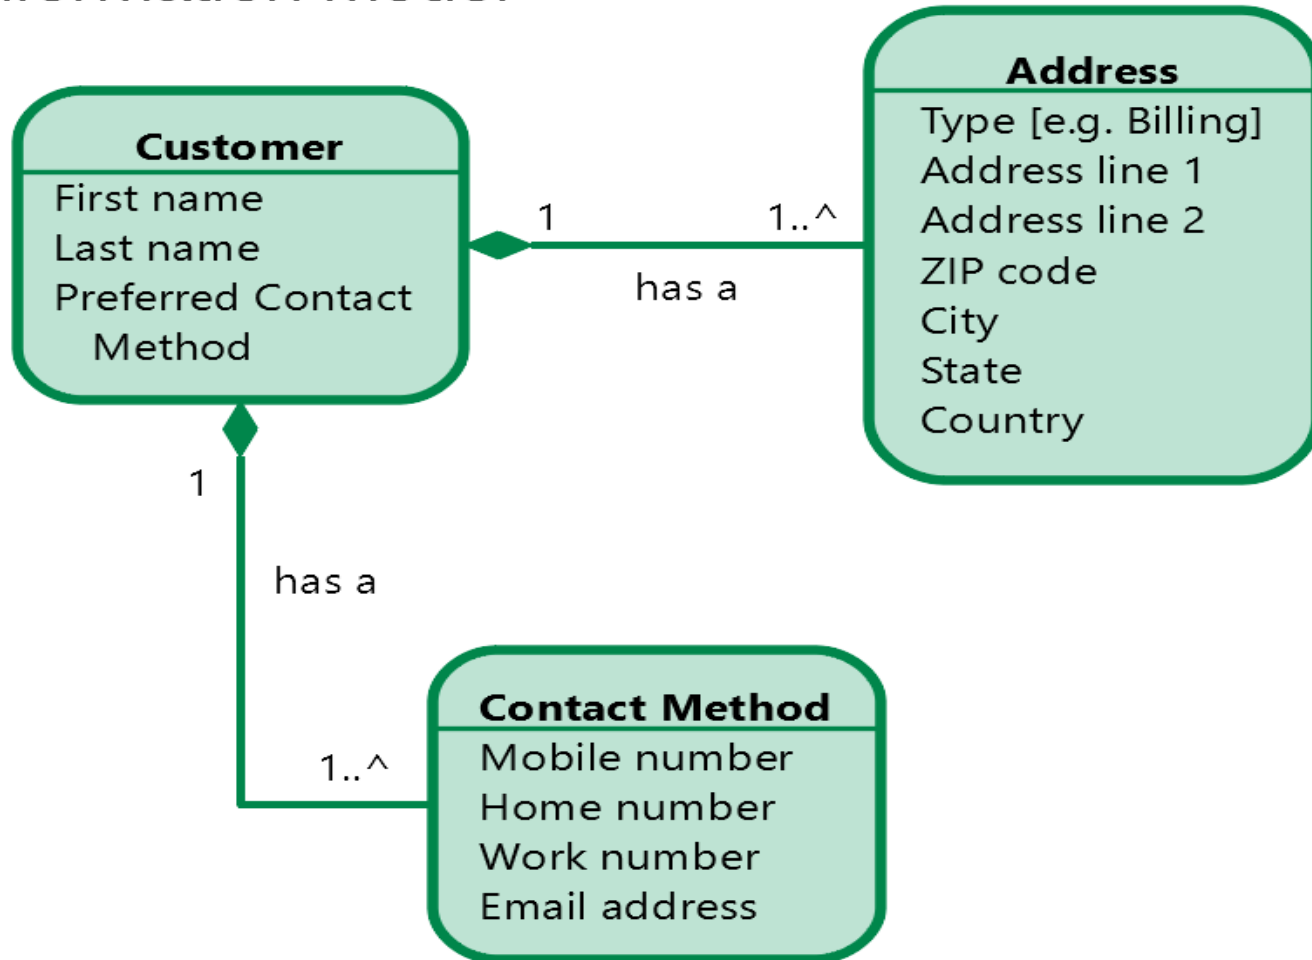 Customer
First name
Last name
Preferred Contact
Method
1
1..^
has a
Address
Type [e.g. Billing]
Address line 1
Address line 2
ZIP code
City
State
Country
1
has a
1..^
Contact Method
Mobile number
Home number
Work number
Email address